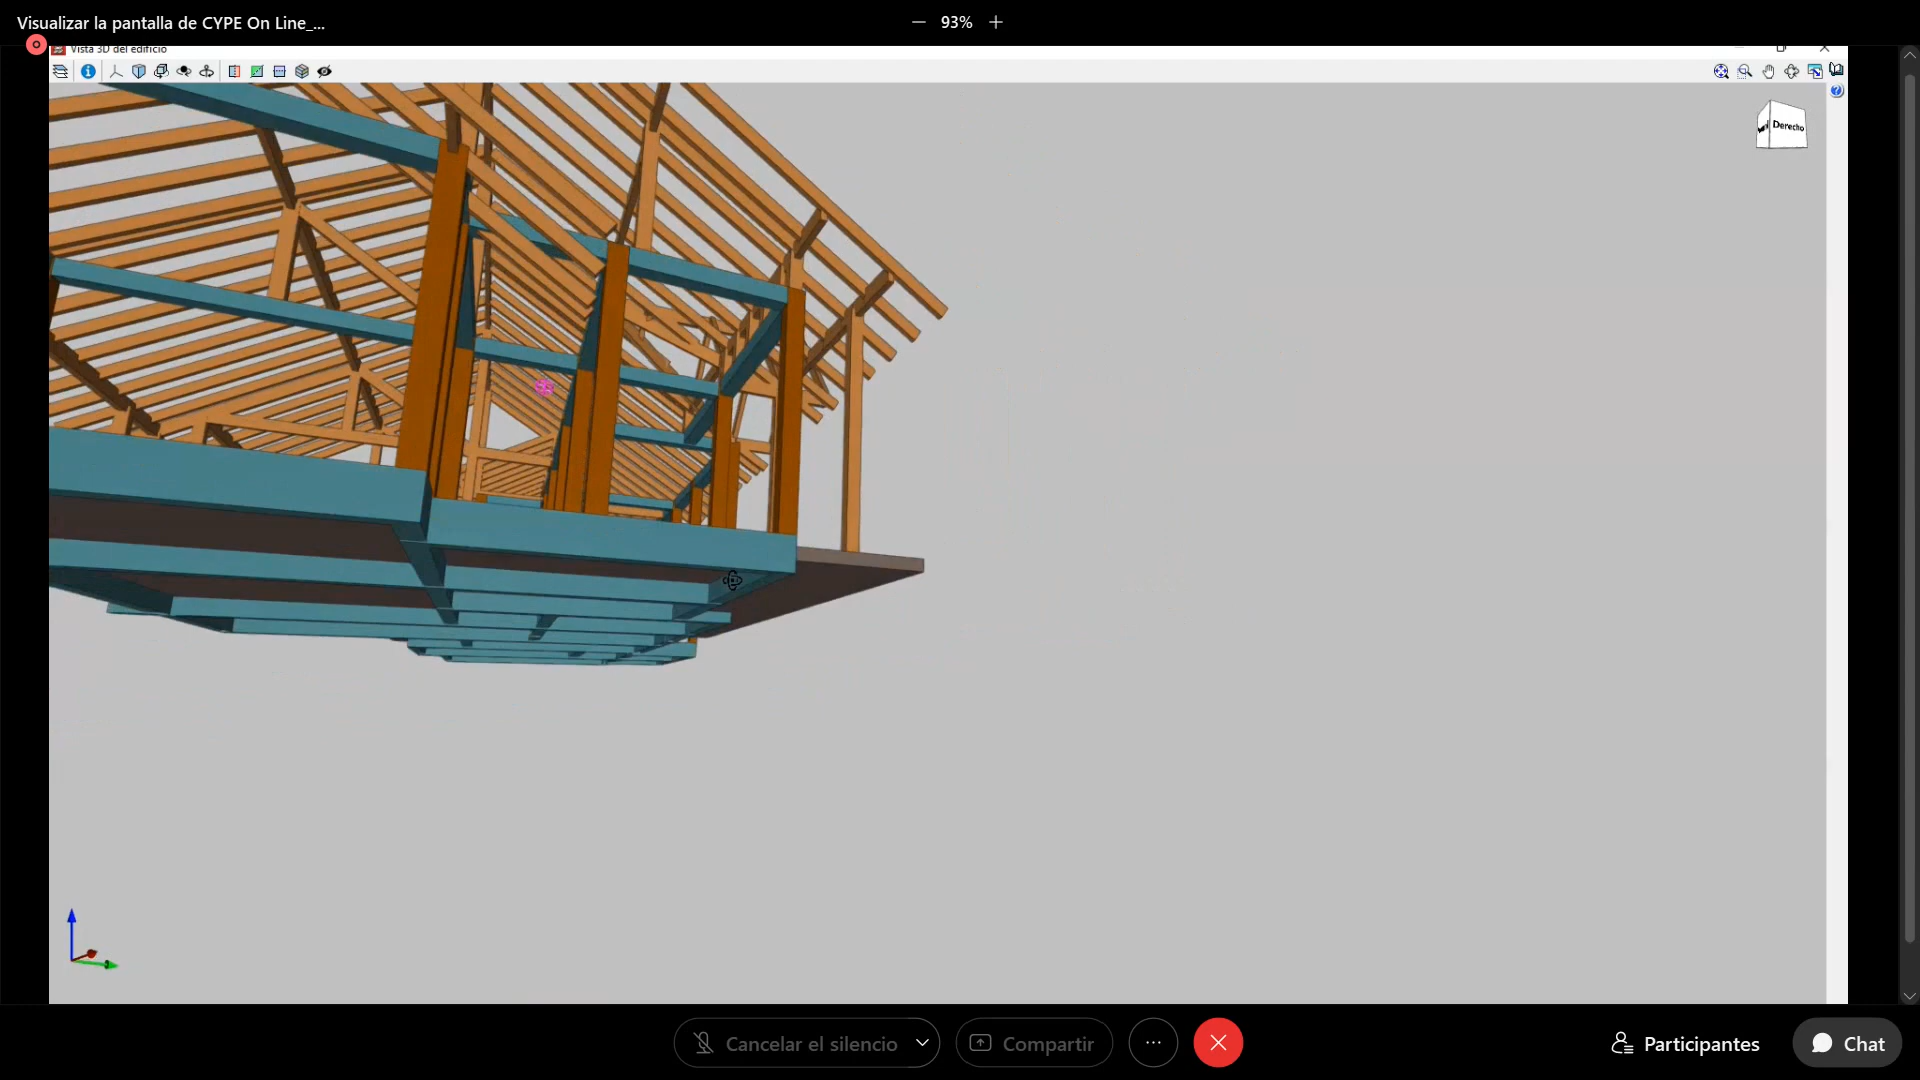 Visualizar la pantalla de CYPE On Line_...
93%
Vista 3D del edificio
Derecho
Cancelar el silencio
Compartir
Participantes
Chat